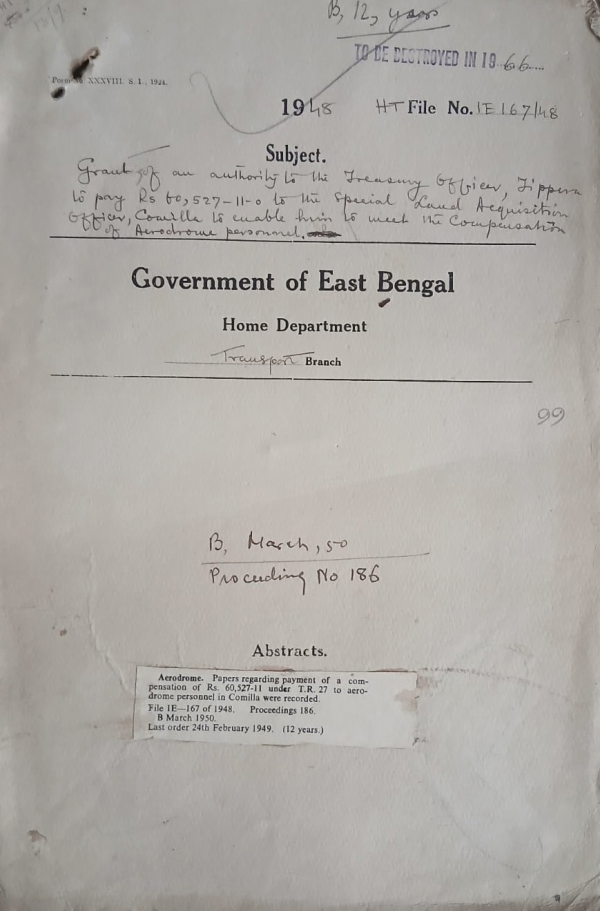 B, 12, years
TO BE DESTROYED IN 1966
Form No. XXXVIII. S. I., 1924.
1948 HT File No. IE 167/48
Subject.
Grant of an authority to the Treasury Officer, Tippera
to pay Rs 60,527-11-0 to the Special Land Acquisition
Officer, Comilla to enable him to meet the Compensation
of Aerodrome personnel.
Government of East Bengal
Home Department
Transport Branch
99
B, March, 50
Proceeding No 186
Abstracts.
Aerodrome. Papers regarding payment of a com-
pensation of Rs. 60,527-11 under T.R. 27 to aero-
drome personnel in Comilla were recorded.
File 1E—167 of 1948. Proceedings 186.
B March 1950.
Last order 24th February 1949. (12 years.)